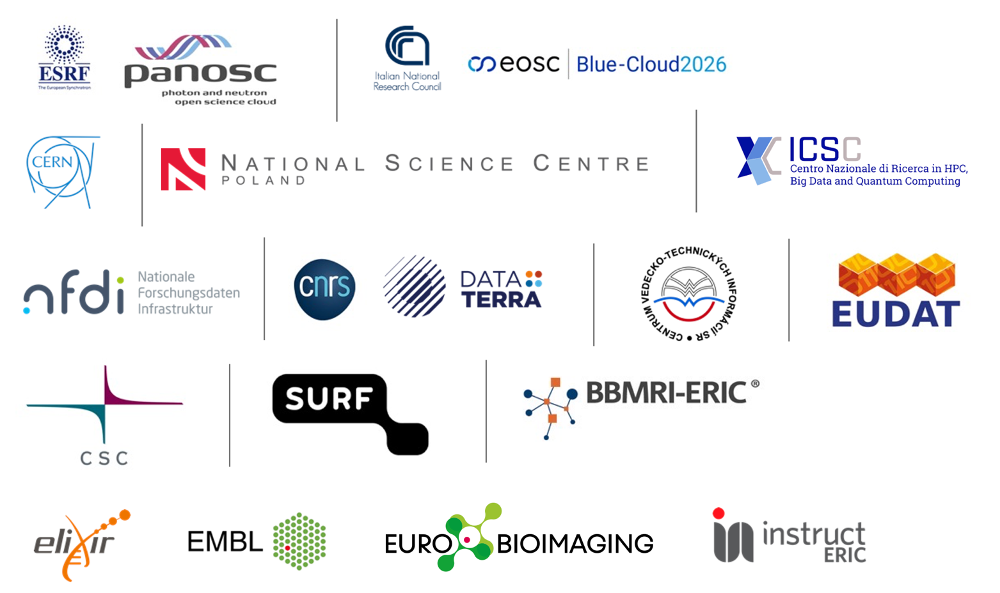 ESRF
The European Synchrotron
panosc
photon and neutron
open science cloud
Italian National
Research Council
eosc
Blue-Cloud2026
CERN
NATIONAL SCIENCE CENTRE
POLAND
ICSC
Centro Nazionale di Ricerca in HPC,
Big Data and Quantum Computing
nfdi
Nationale
Forschungsdaten
Infrastruktur
cnrs
DATA
TERRA
CENTRUM VEDECKO-TECHNICKÝCH INFORMÁCIÍ SR •
EUDAT
CSC
SURF
BBMRI-ERIC®
elixir
EMBL
EURO BIOIMAGING
instruct
ERIC